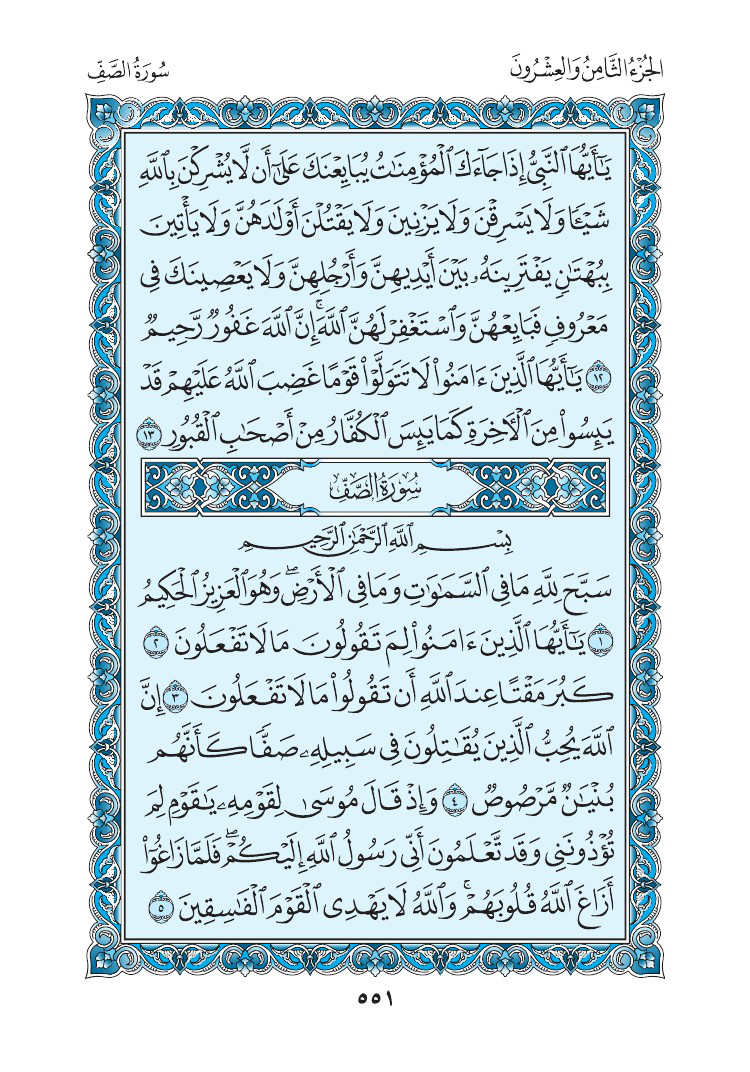 الجُزْءُ الثَّامِنُ وَالعِشْرُونَ
سُورَةُ الصَّفِّ
يَٰٓأَيُّهَا ٱلنَّبِيُّ إِذَا جَآءَكَ ٱلْمُؤْمِنَٰتُ يُبَايِعْنَكَ عَلَىٰٓ أَن لَّا يُشْرِكْنَ بِٱللَّهِ
شَيْـًٔا وَلَا يَسْرِقْنَ وَلَا يَزْنِينَ وَلَا يَقْتُلْنَ أَوْلَٰدَهُنَّ وَلَا يَأْتِينَ
بِبُهْتَٰنٍ يَفْتَرِينَهُۥ بَيْنَ أَيْدِيهِنَّ وَأَرْجُلِهِنَّ وَلَا يَعْصِينَكَ فِى
مَعْرُوفٍ فَبَايِعْهُنَّ وَٱسْتَغْفِرْ لَهُنَّ ٱللَّهَ ۚ إِنَّ ٱللَّهَ غَفُورٌ رَّحِيمٌ
١٢ يَٰٓأَيُّهَا ٱلَّذِينَ ءَامَنُوا۟ لَا تَتَوَلَّوْا۟ قَوْمًا غَضِبَ ٱللَّهُ عَلَيْهِمْ قَدْ
يَئِسُوا۟ مِنَ ٱلْءَاخِرَةِ كَمَا يَئِسَ ٱلْكُفَّارُ مِنْ أَصْحَٰبِ ٱلْقُبُورِ ١٣
سُورَةُ الصَّفِّ
بِسْمِ ٱللَّهِ ٱلرَّحْمَٰنِ ٱلرَّحِيمِ
سَبَّحَ لِلَّهِ مَا فِى ٱلسَّمَٰوَٰتِ وَمَا فِى ٱلْأَرْضِ ۖ وَهُوَ ٱلْعَزِيزُ ٱلْحَكِيمُ
١ يَٰٓأَيُّهَا ٱلَّذِينَ ءَامَنُوا۟ لِمَ تَقُولُونَ مَا لَا تَفْعَلُونَ ٢
كَبُرَ مَقْتًا عِندَ ٱللَّهِ أَن تَقُولُوا۟ مَا لَا تَفْعَلُونَ ٣ إِنَّ
ٱللَّهَ يُحِبُّ ٱلَّذِينَ يُقَٰتِلُونَ فِى سَبِيلِهِۦ صَفًّا كَأَنَّهُم
بُنْيَٰنٌ مَّرْصُوصٌ ٤ وَإِذْ قَالَ مُوسَىٰ لِقَوْمِهِۦ يَٰقَوْمِ لِمَ
تُؤْذُونَنِى وَقَد تَّعْلَمُونَ أَنِّى رَسُولُ ٱللَّهِ إِلَيْكُمْ ۖ فَلَمَّا زَاغُوٓا۟
أَزَاغَ ٱللَّهُ قُلُوبَهُمْ ۚ وَٱللَّهُ لَا يَهْدِى ٱلْقَوْمَ ٱلْفَٰسِقِينَ ٥
٥٥١